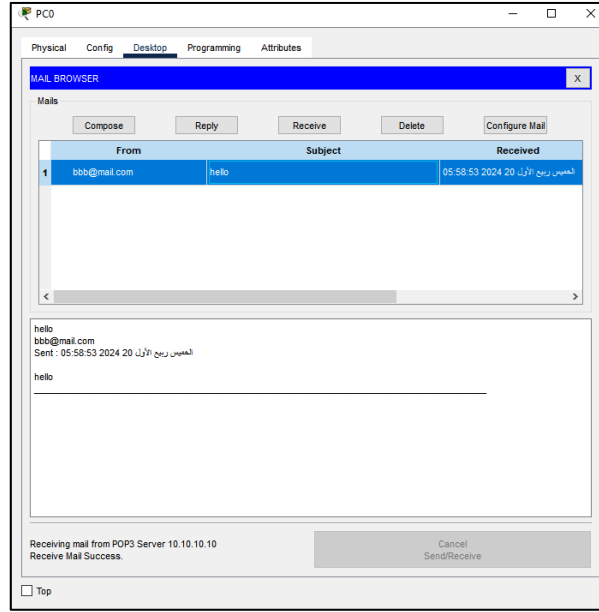 PC0
Physical Config Desktop Programming Attributes
MAIL BROWSER X
Mails
Compose Reply Receive Delete Configure Mail
From Subject Received
1 bbb@mail.com hello الخميس ربيع الأول 20 2024 05:58:53
hello
bbb@mail.com
Sent : الخميس ربيع الأول 20 2024 05:58:53
hello
Receiving mail from POP3 Server 10.10.10.10
Receive Mail Success.
Cancel
Send/Receive
Top